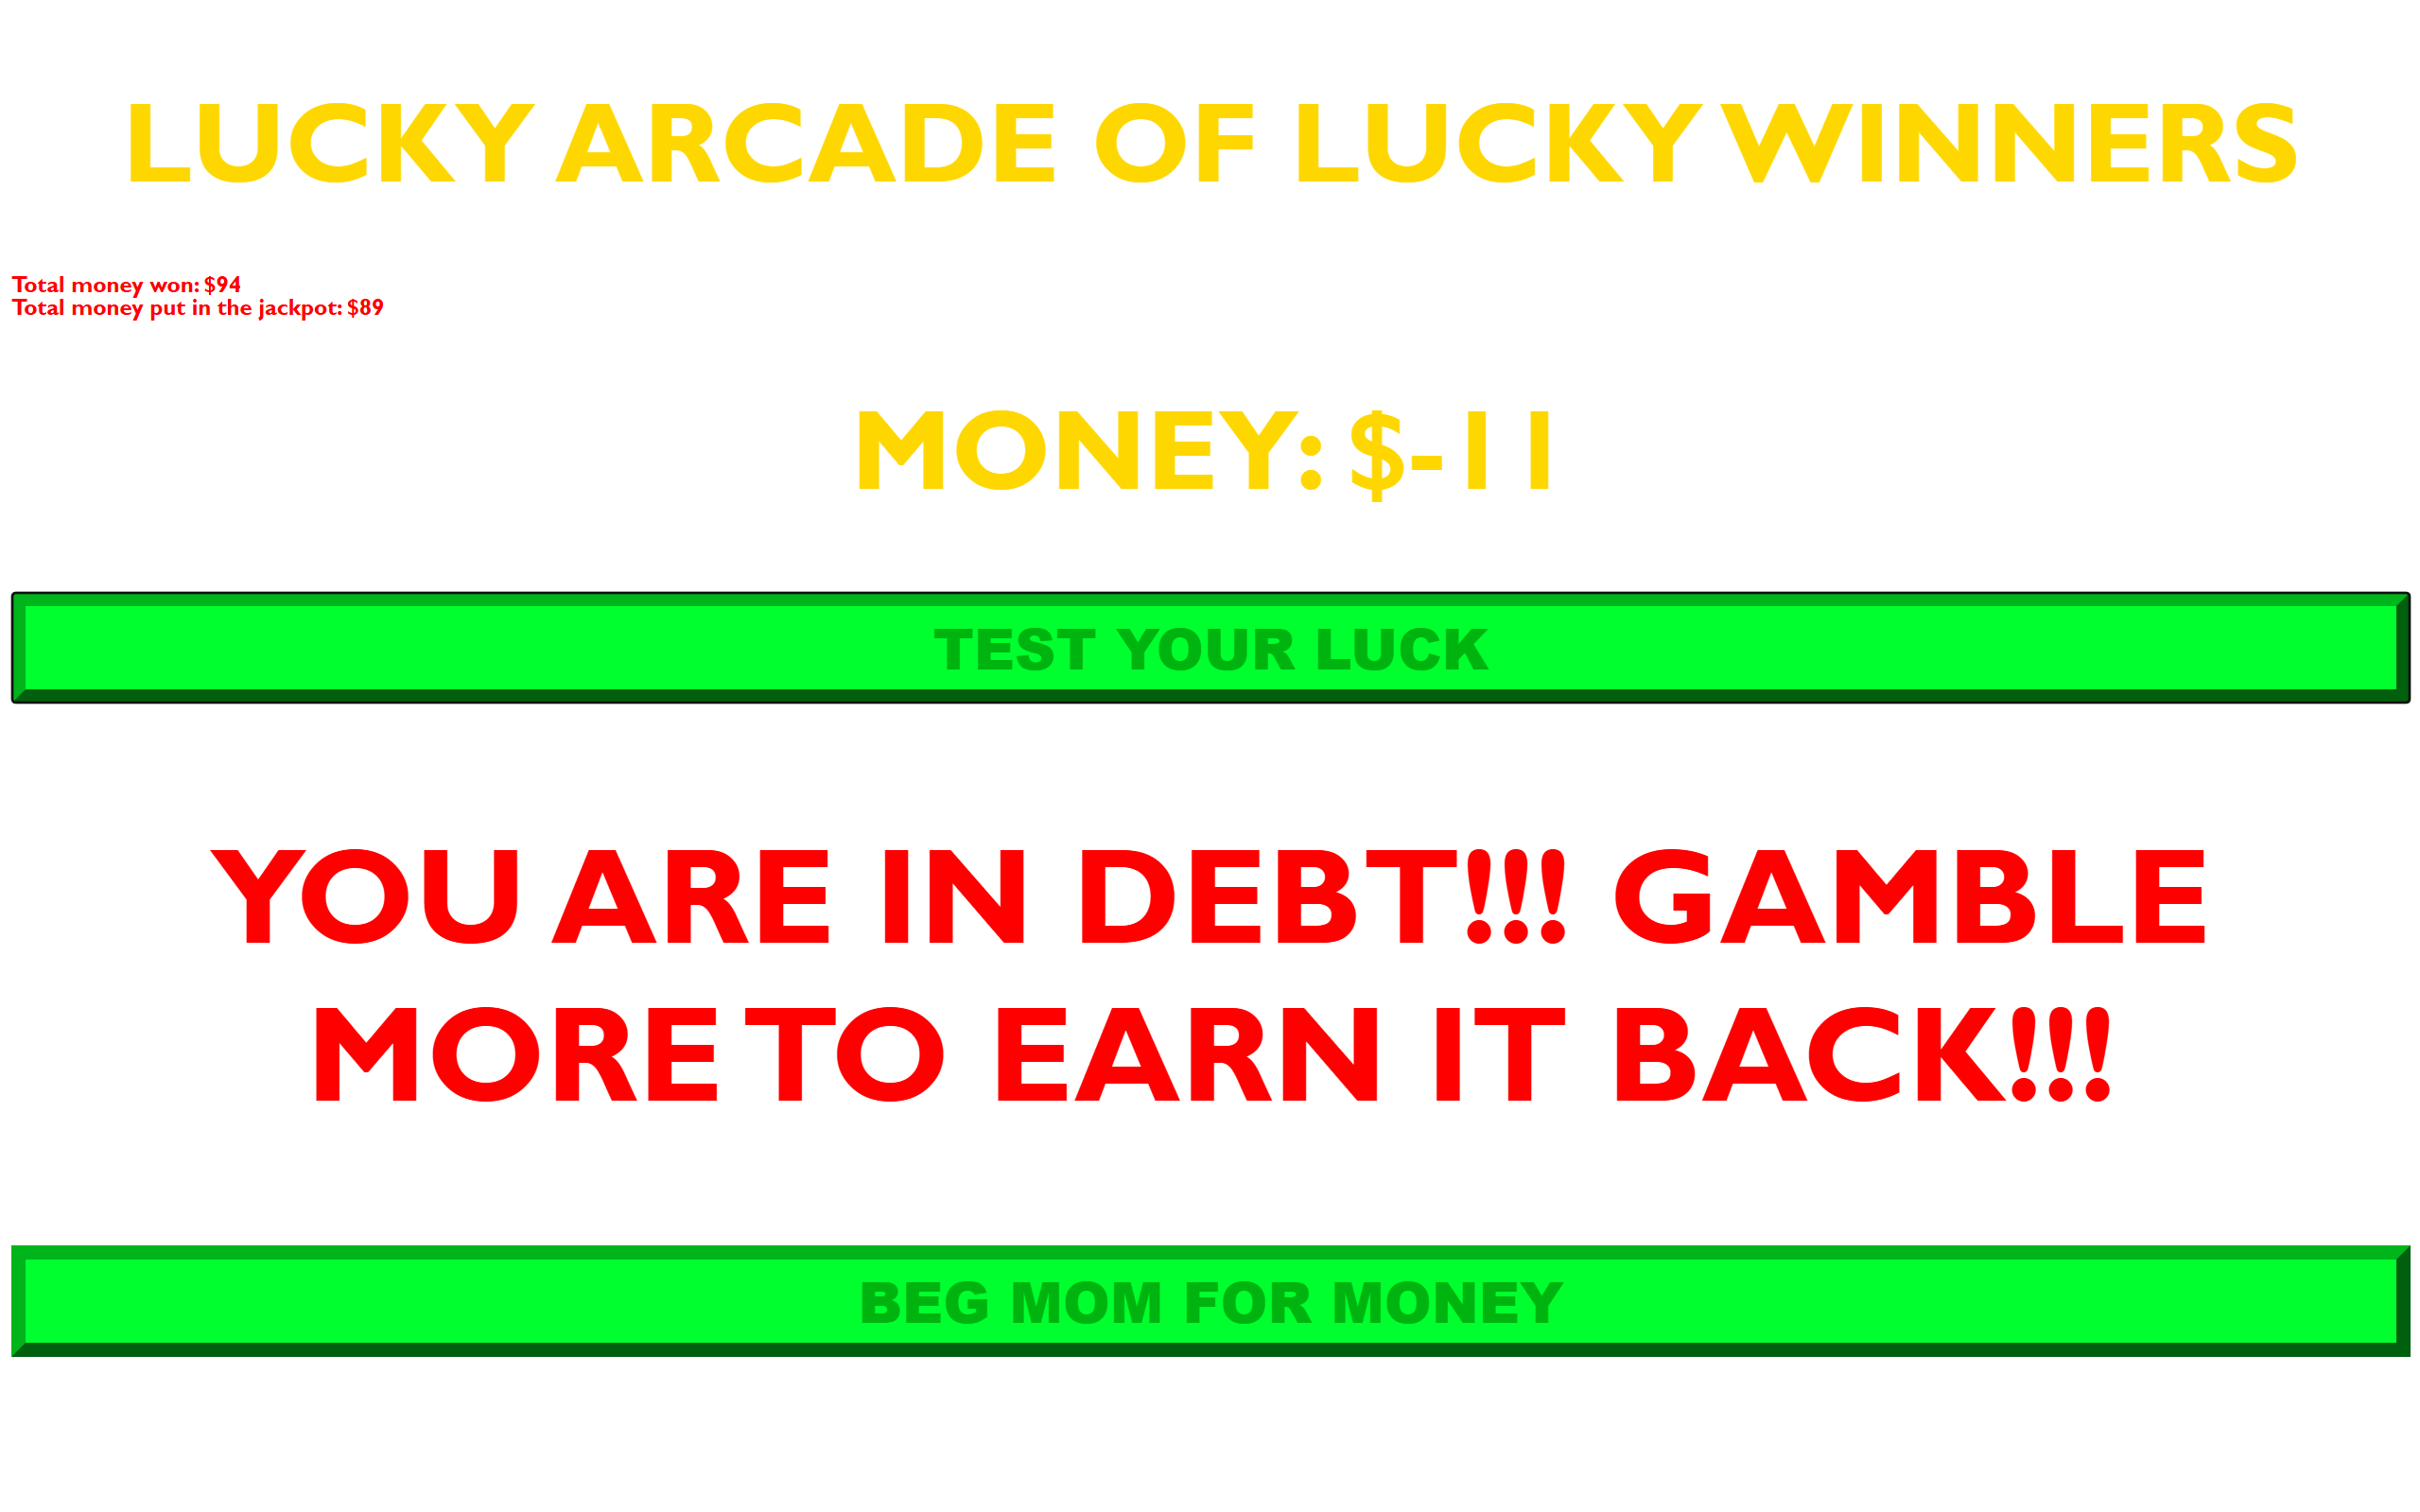 LUCKY ARCADE OF LUCKY WINNERS
Total money won: $94
Total money put in the jackpot: $89
MONEY: $-11
TEST YOUR LUCK
YOU ARE IN DEBT!!! GAMBLE
MORE TO EARN IT BACK!!!
BEG MOM FOR MONEY